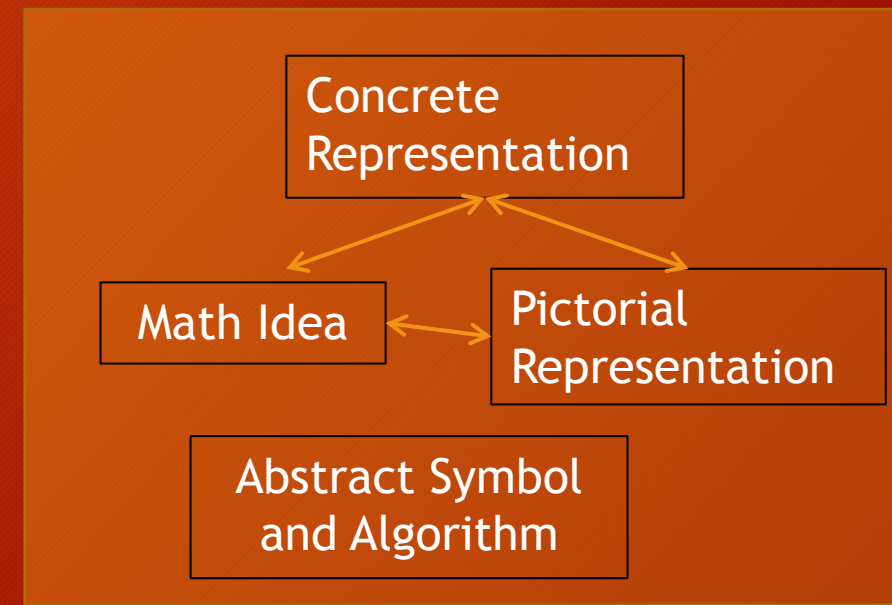 Concrete
Representation
Math Idea
Pictorial
Representation
Abstract Symbol
and Algorithm